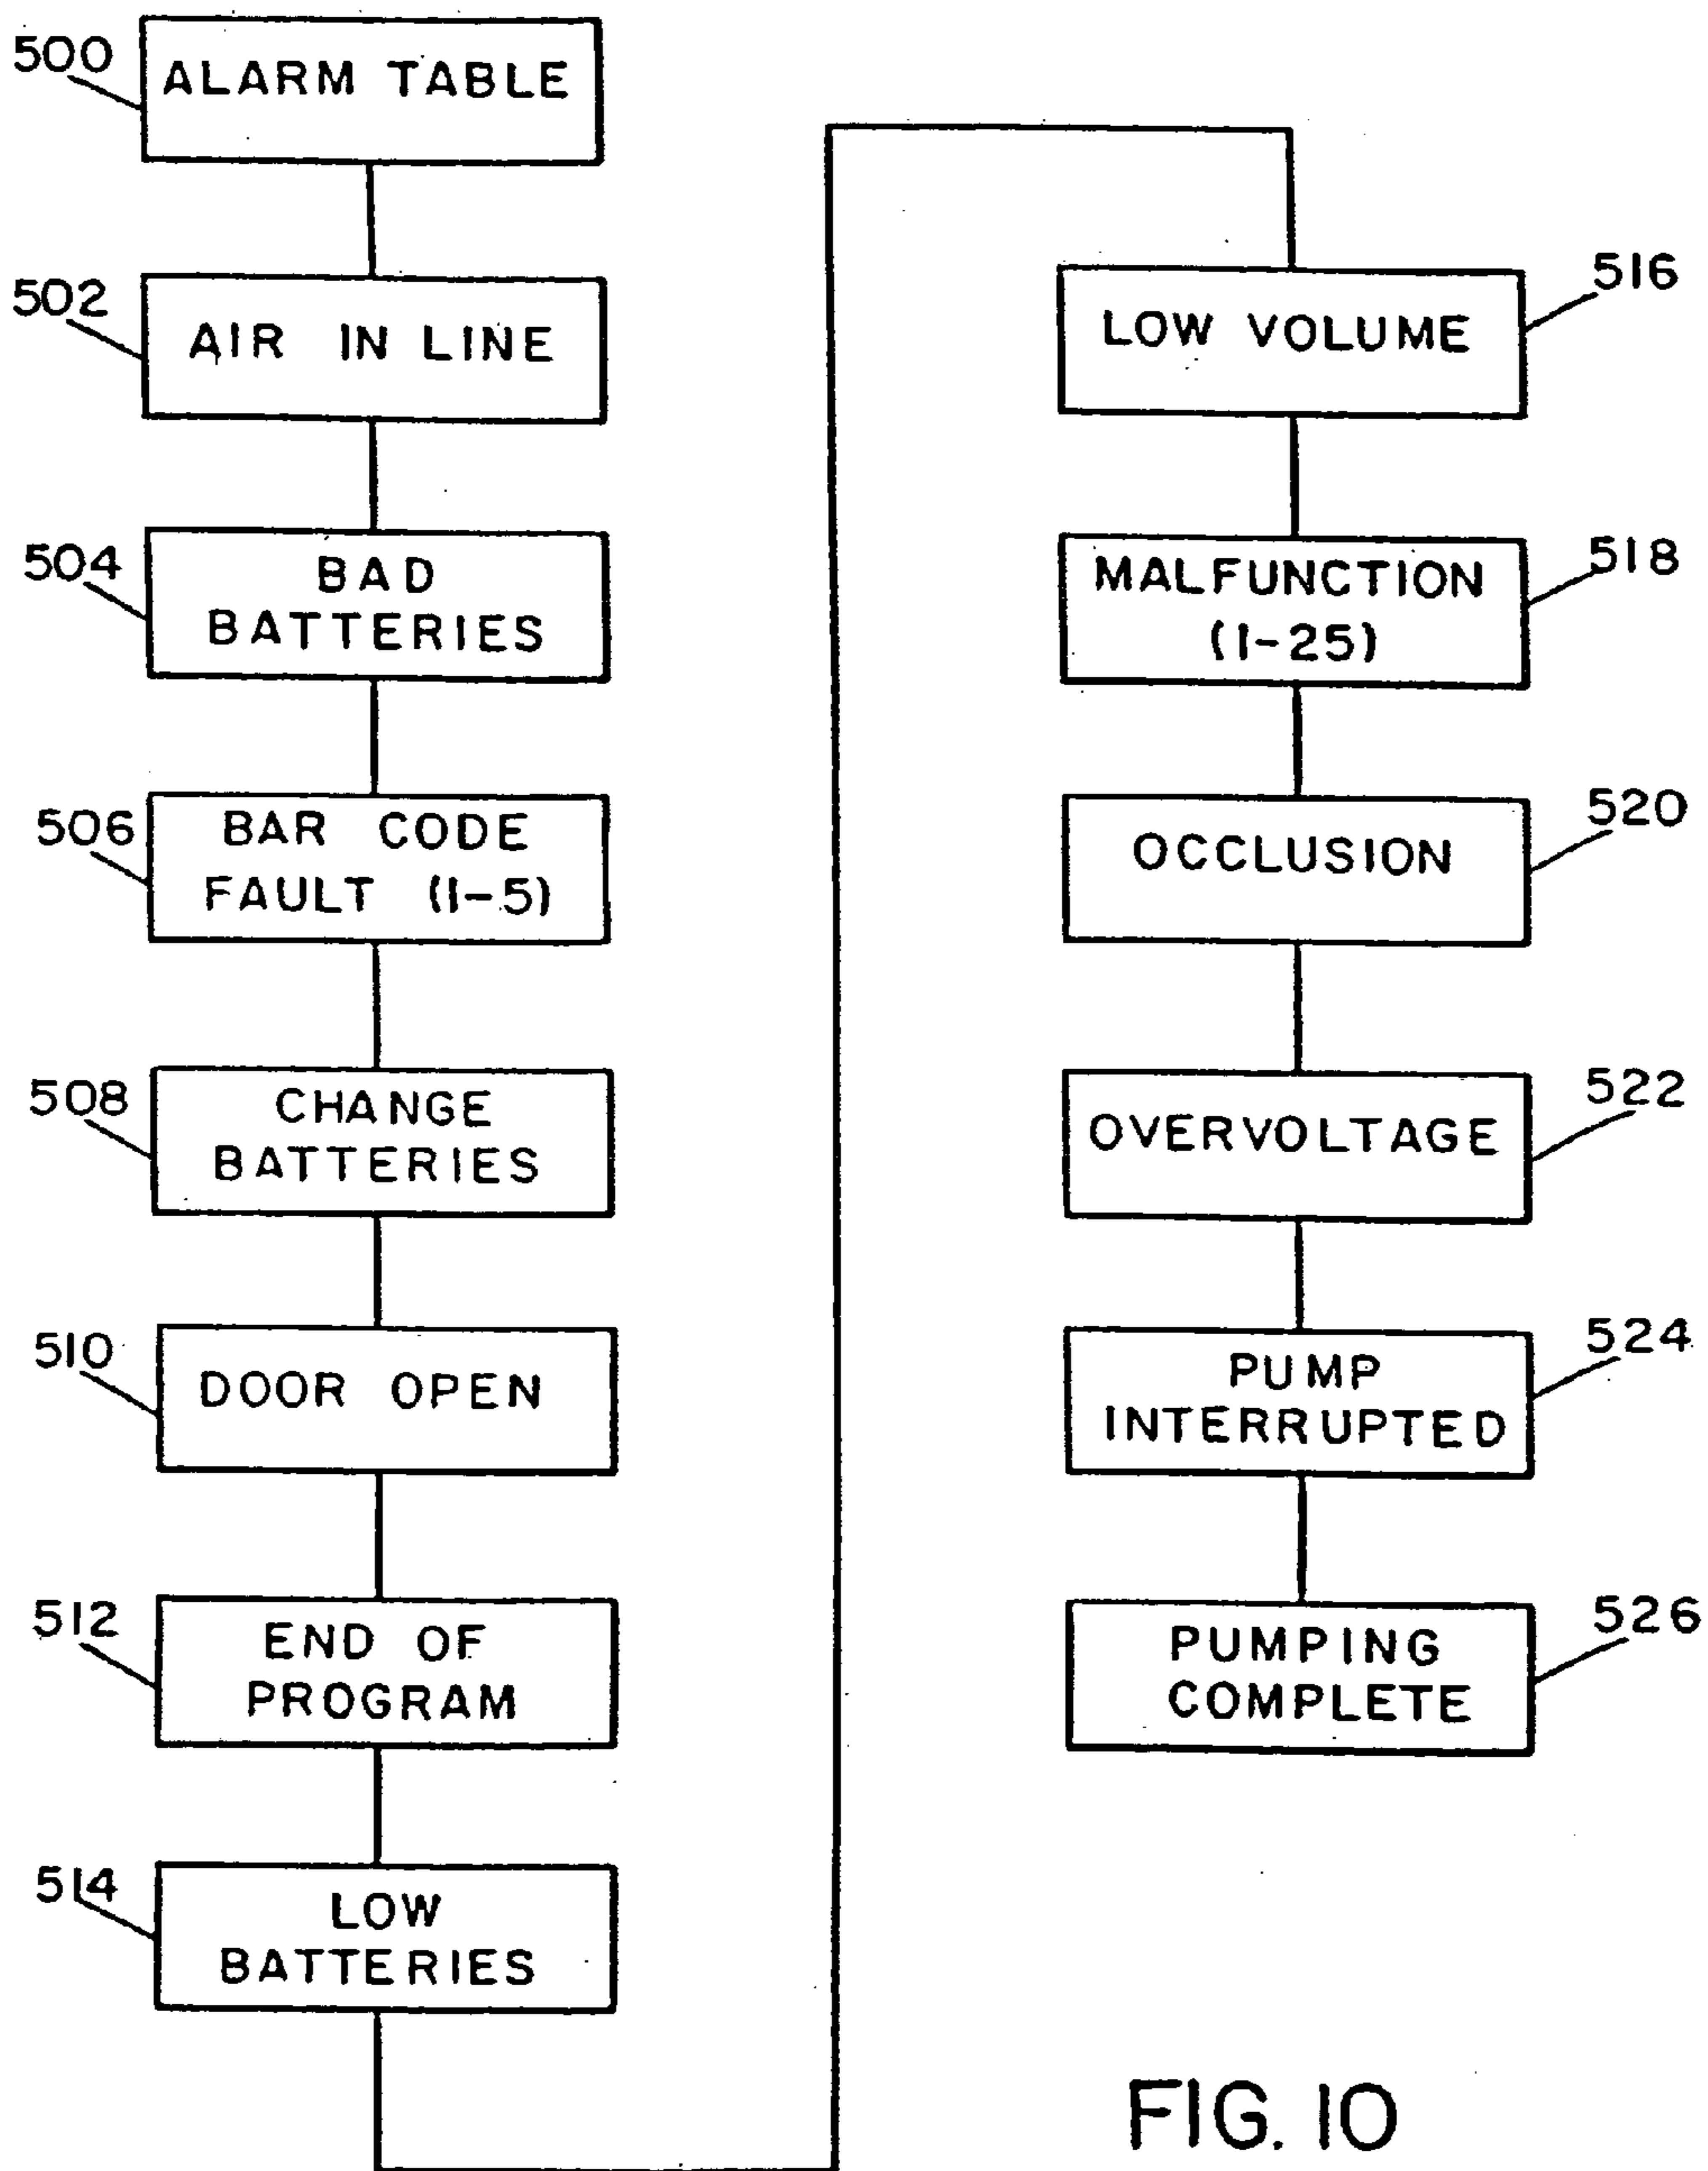 500
ALARM TABLE
502
AIR IN LINE
504
BAD
BATTERIES
506
BAR CODE
FAULT (1-5)
508
CHANGE
BATTERIES
510
DOOR OPEN
512
END OF
PROGRAM
514
LOW
BATTERIES
516
LOW VOLUME
518
MALFUNCTION
(1-25)
520
OCCLUSION
522
OVERVOLTAGE
524
PUMP
INTERRUPTED
526
PUMPING
COMPLETE
FIG. 10